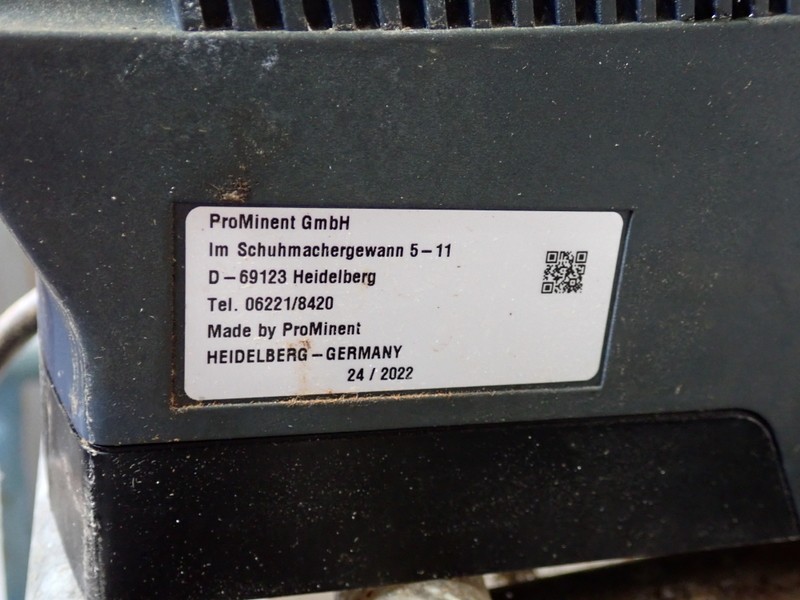 ProMinent GmbH
Im Schuhmachergewann 5-11
D-69123 Heidelberg
Tel. 06221/8420
Made by ProMinent
HEIDELBERG-GERMANY
24 / 2022